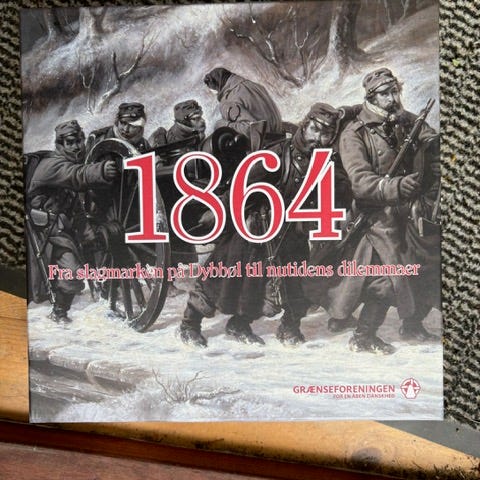 1864
Fra slagmarken på Dybbøl til nutidens dilemmaer
GRÆNSEFORENINGEN
FOR EN ÅBEN DANSKHED